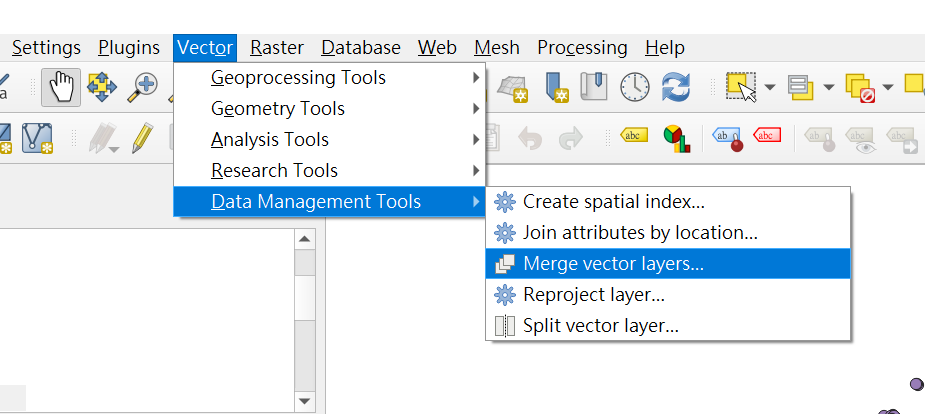 Settings Plugins Vector Raster Database Web Mesh Processing Help
Geoprocessing Tools
Geometry Tools
Analysis Tools
Research Tools
Data Management Tools
Create spatial index...
Join attributes by location...
Merge vector layers...
Reproject layer...
Split vector layer...
a
abc
ab
abc
ab
abc
abc